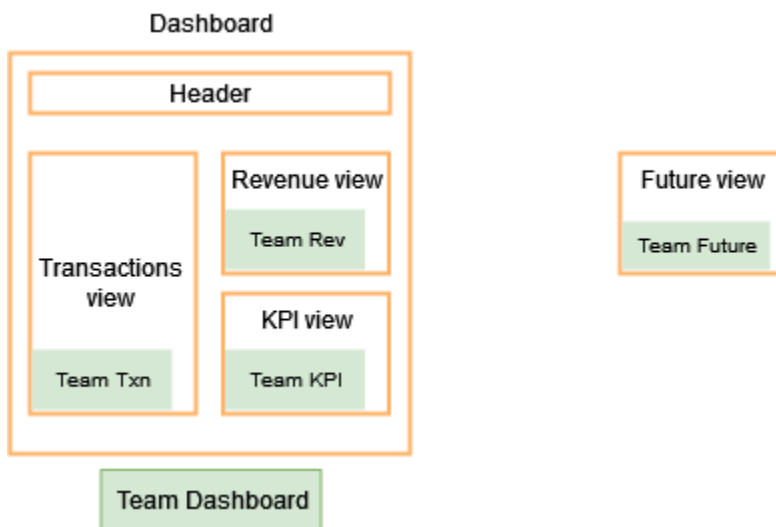 Dashboard
Header
Transactions
view
Team Txn
Revenue view
Team Rev
KPI view
Team KPI
Team Dashboard
Future view
Team Future